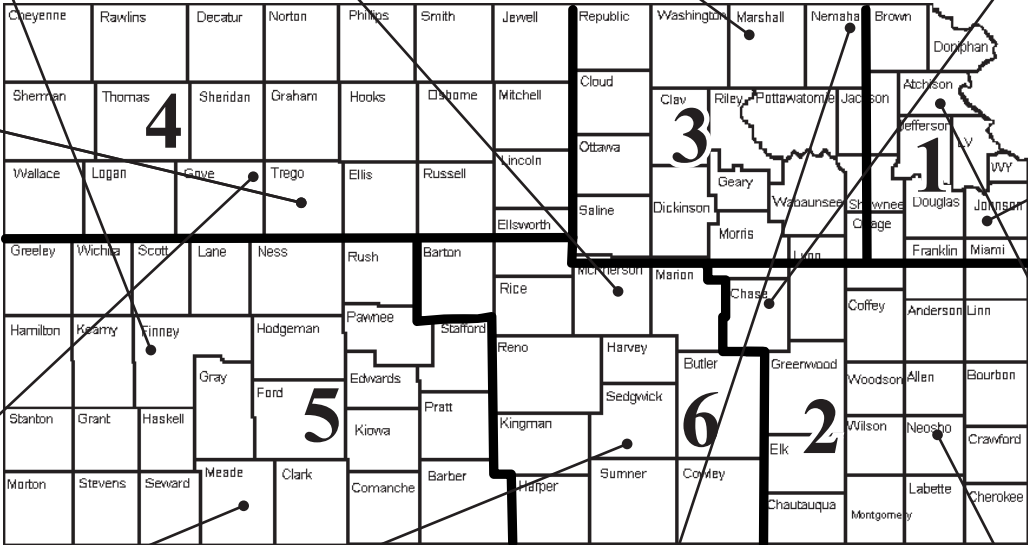 Cheyenne Rawlins Decatur Norton Phillips Smith Jewell Republic Washington Marshall Nemaha Brown
Doniphan
Sherman Thomas Sheridan Graham Hooks Osborne Mitchell Cloud Clay Riley Pottawatomie Jackson Atchison
4 3 1
Jefferson LV
Wallace Logan Gove Trego Ellis Russell Lincoln Ottawa Geary WY
Ellsworth Saline Dickinson Wabaunsee Shawnee Douglas Johnson
Morris Osage
Greeley Wichita Scott Lane Ness Rush Barton McPherson Marion Lyon Franklin Miami
Rice Chase
Hamilton Kearny Finney Hodgeman Pawnee Stafford Coffey Anderson Linn
Reno Harvey Butler Greenwood
Gray Ford Edwards Sedgwick Woodson Allen Bourbon
Stanton Grant Haskell Kiowa Pratt Kingman Wilson Neosho Crawford
5 6 2
Elk
Morton Stevens Seward Meade Clark Comanche Barber Harper Sumner Cowley Labette Cherokee
Chautauqua Montgomery